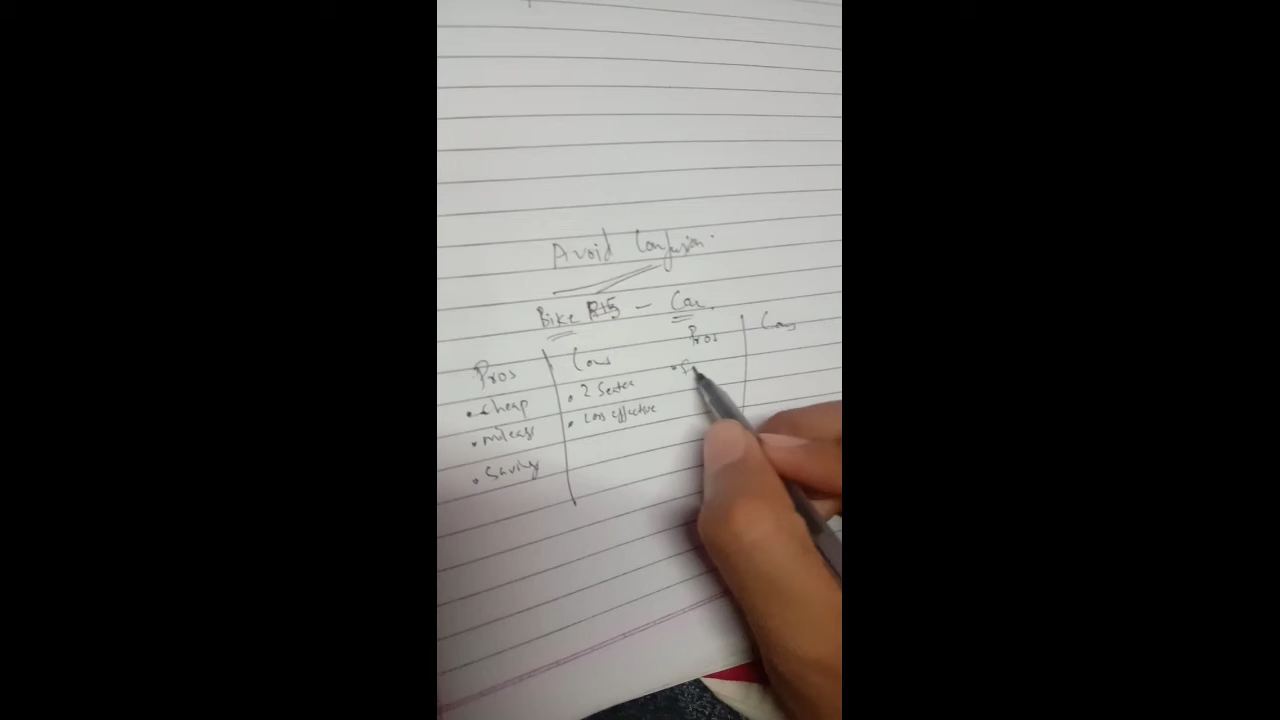 Avoid Confusion.
Bike R15 - Car.
Pros Cons Pros Cons
• Cheap • 2 Seater
• mileage • Less effective
• Saving